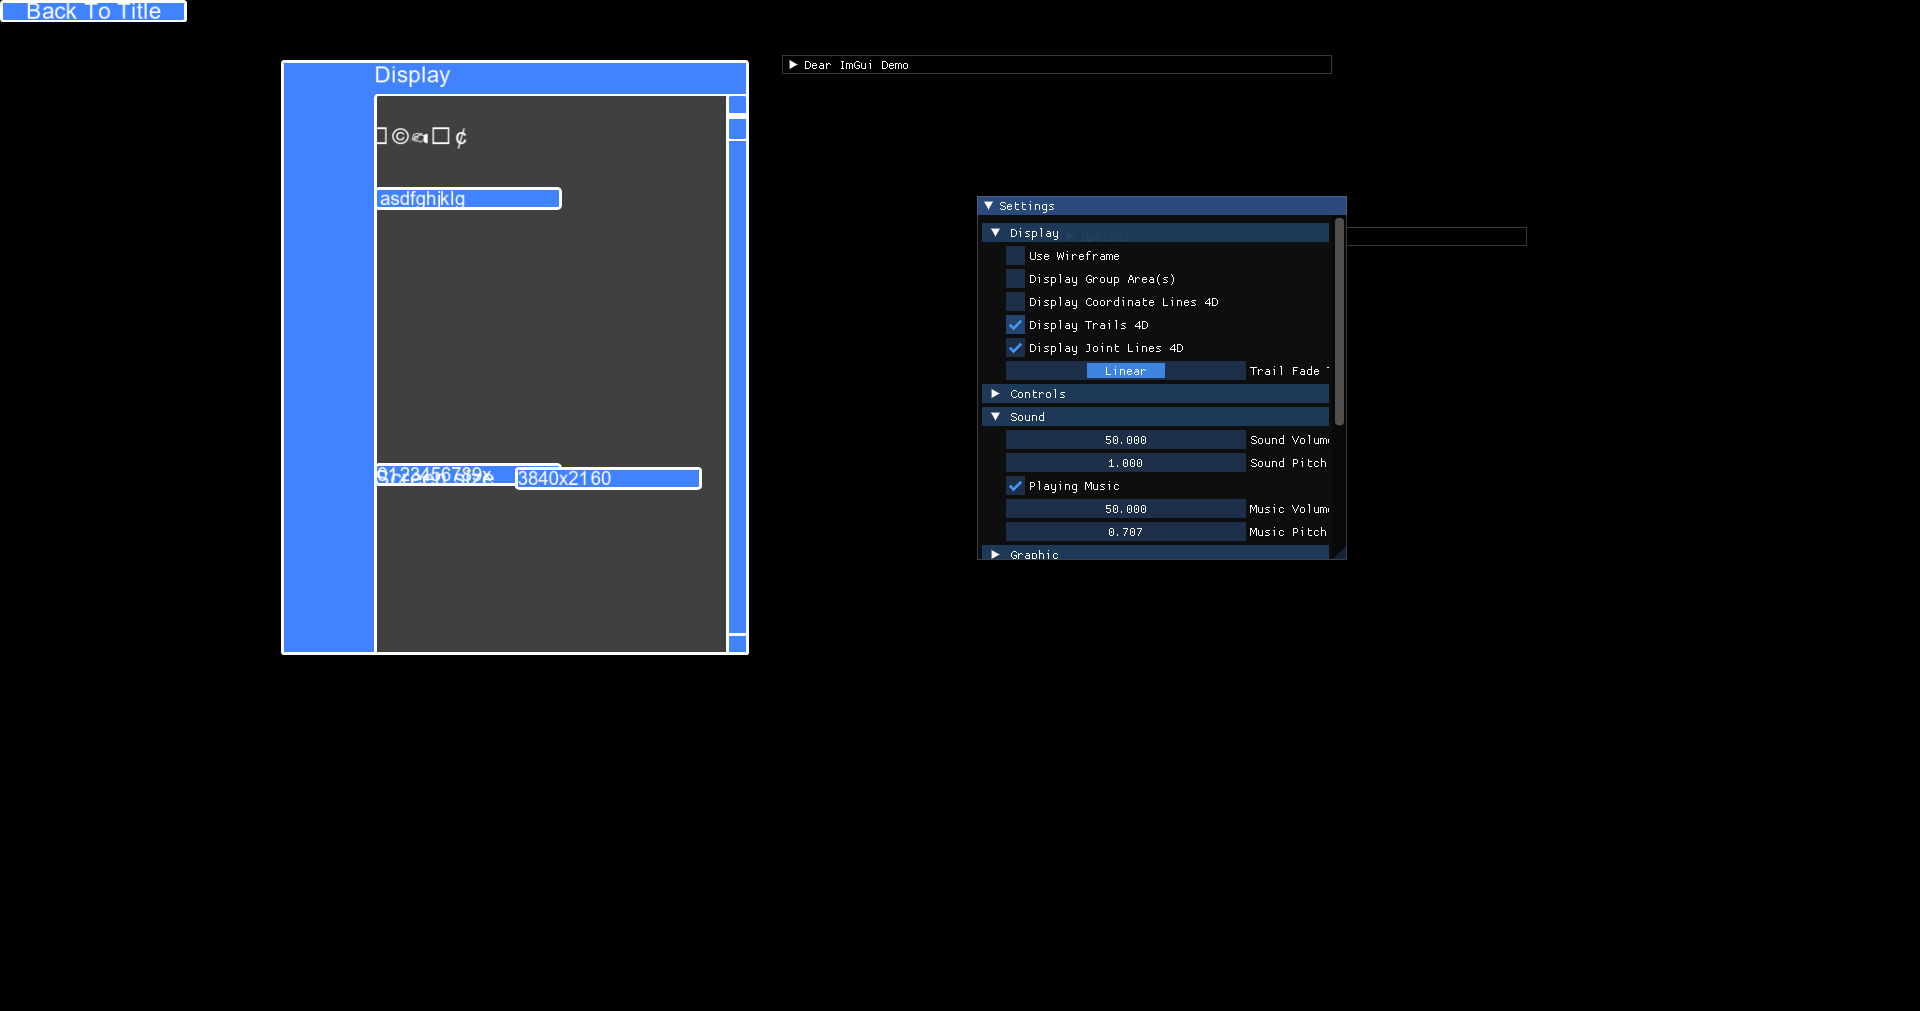 Back To Title
Display
□©✍□¢
asdfghjklg
0123456789x
Screen size
3840x2160
Dear ImGui Demo
Settings
Display
Options
Use Wireframe
Display Group Area(s)
Display Coordinate Lines 4D
Display Trails 4D
Display Joint Lines 4D
Linear Trail Fade
Controls
Sound
50.000 Sound Volum
1.000 Sound Pitch
Playing Music
50.000 Music Volum
0.707 Music Pitch
Graphic